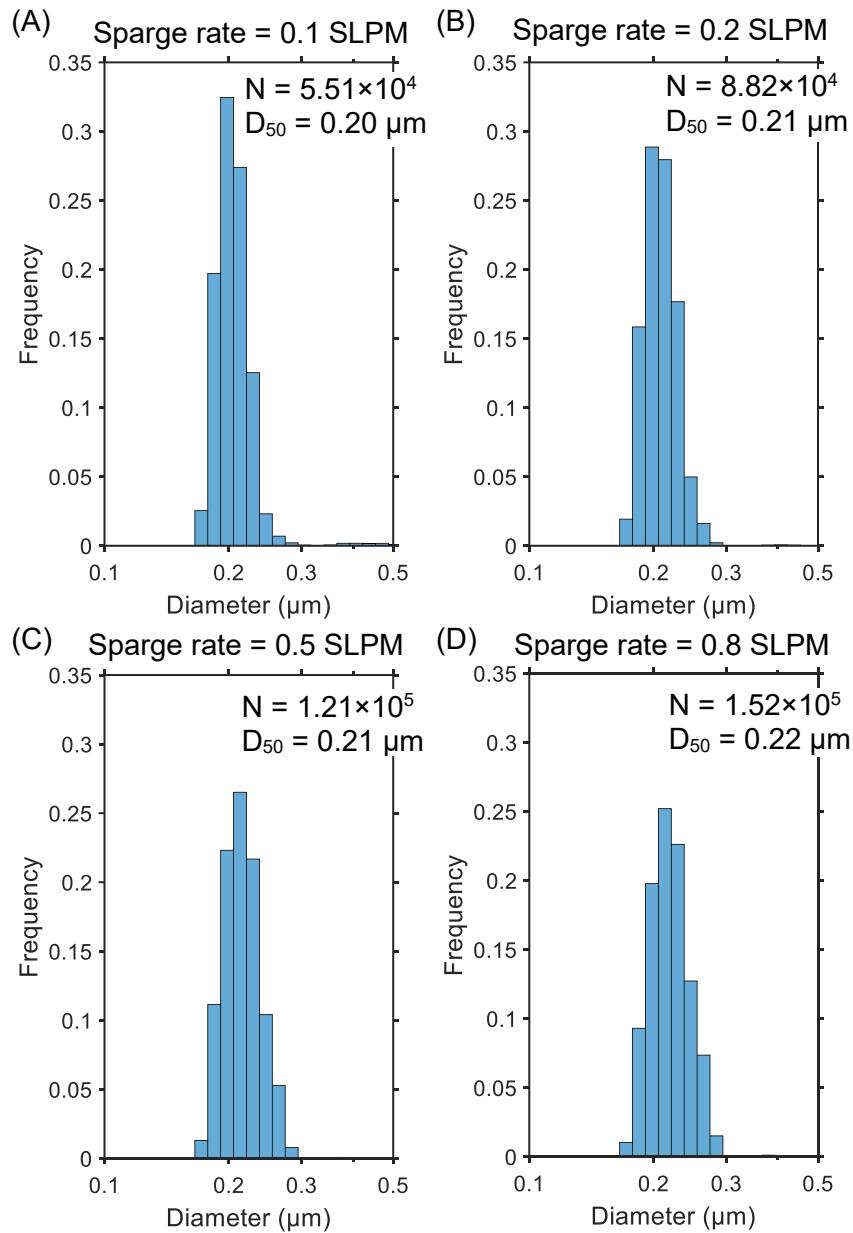 (A) Sparge rate = 0.1 SLPM
N = 5.51×10⁴
D₅₀ = 0.20 µm
0.35
0.3
0.25
0.2
0.15
0.1
0.05
0
Frequency
0.1 0.2 0.3 0.5
Diameter (µm)
(B) Sparge rate = 0.2 SLPM
N = 8.82×10⁴
D₅₀ = 0.21 µm
0.35
0.3
0.25
0.2
0.15
0.1
0.05
0
Frequency
0.1 0.2 0.3 0.5
Diameter (µm)
(C) Sparge rate = 0.5 SLPM
N = 1.21×10⁵
D₅₀ = 0.21 µm
0.35
0.3
0.25
0.2
0.15
0.1
0.05
0
Frequency
0.1 0.2 0.3 0.5
Diameter (µm)
(D) Sparge rate = 0.8 SLPM
N = 1.52×10⁵
D₅₀ = 0.22 µm
0.35
0.3
0.25
0.2
0.15
0.1
0.05
0
Frequency
0.1 0.2 0.3 0.5
Diameter (µm)